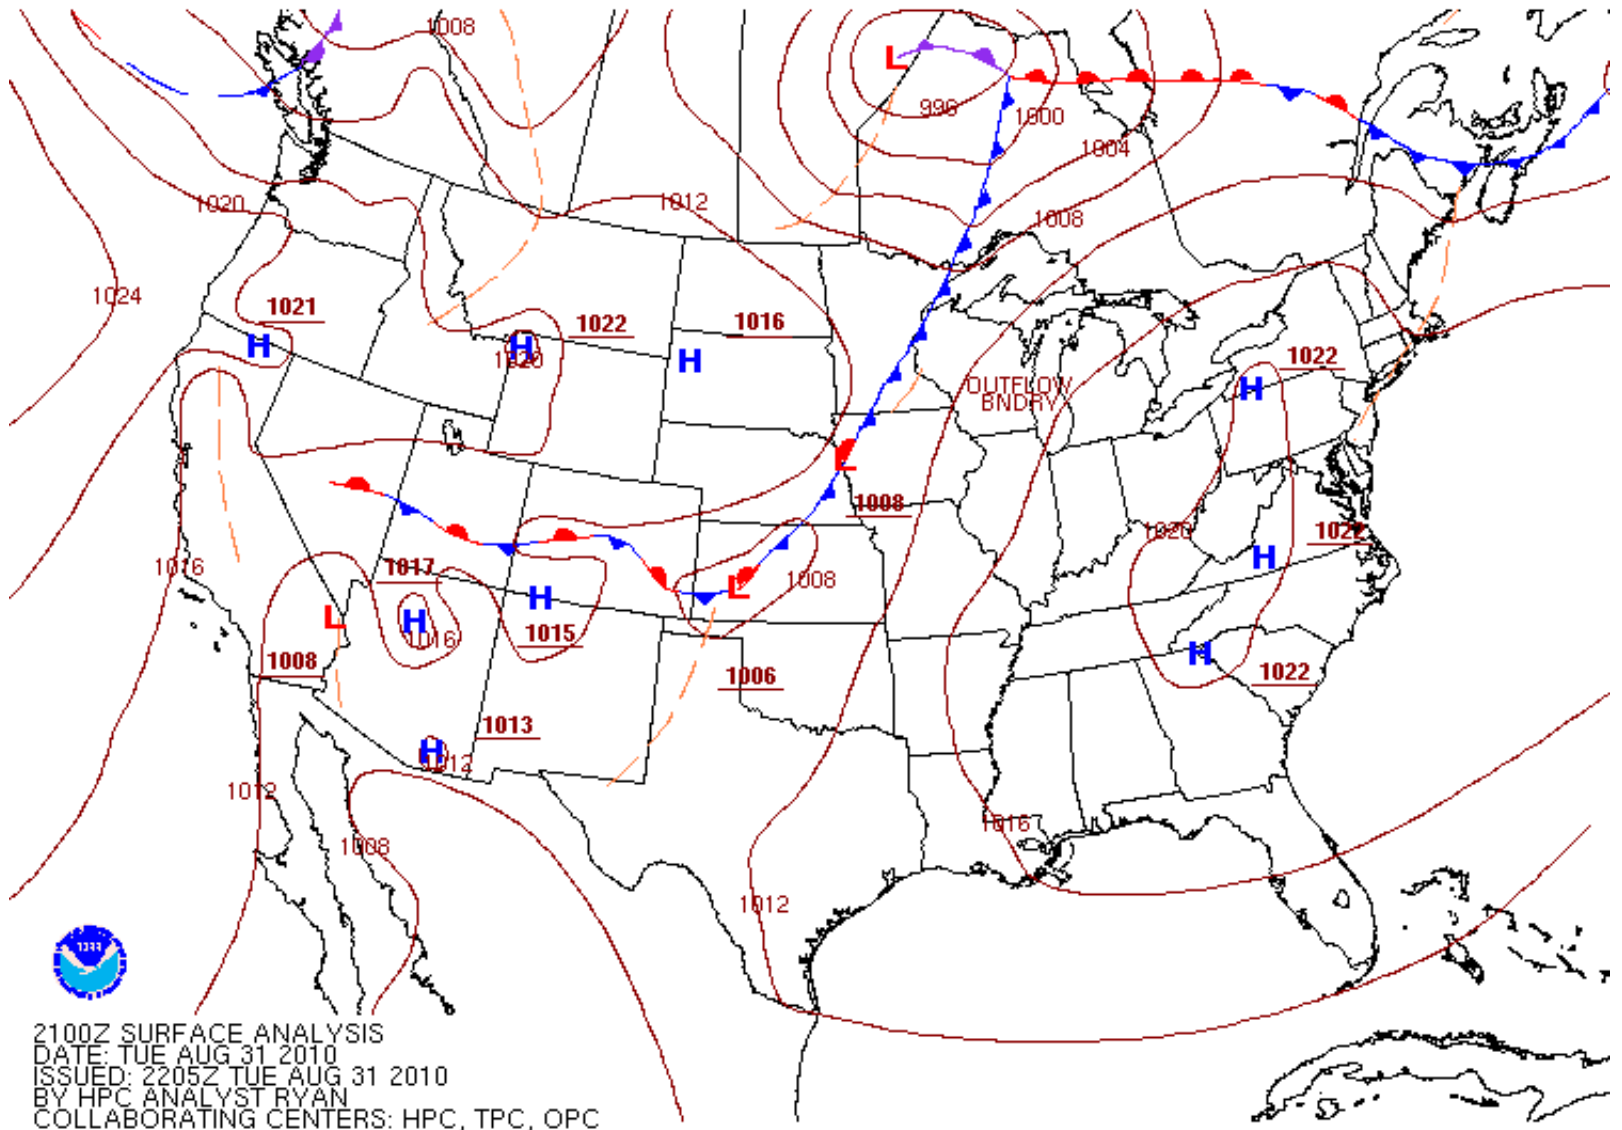 1008
L
996
1000
1004
1020
1012
1008
1024
1021
H
1022
H
1020
1016
H
OUTFLOW
BNDRY
1022
H
L
1008
1020
1022
H
1016
1017
H
1016
L
1008
H
1015
L
1008
1006
H
1022
1013
H
1012
1012
1008
1016
1012
2100Z SURFACE ANALYSIS
DATE: TUE AUG 31 2010
ISSUED: 2205Z TUE AUG 31 2010
BY HPC ANALYST RYAN
COLLABORATING CENTERS: HPC, TPC, OPC